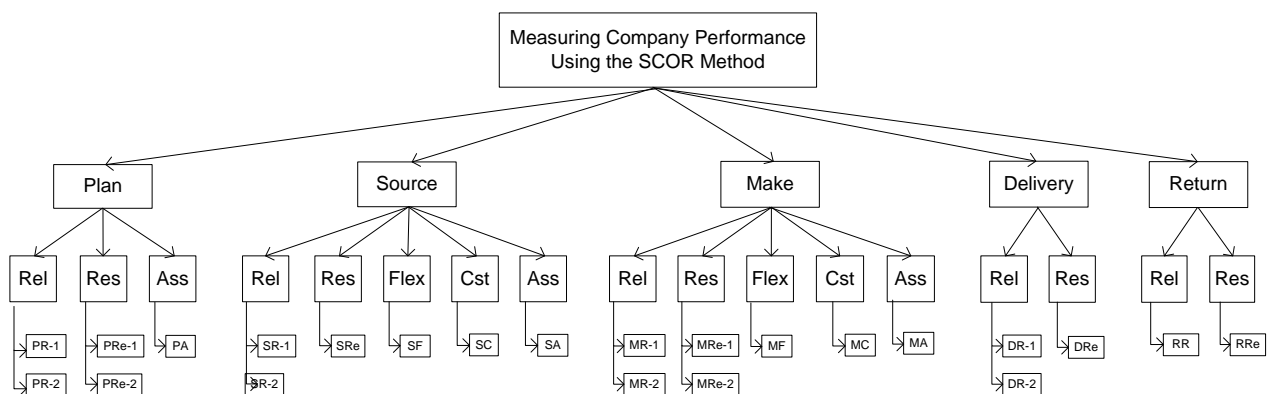 Measuring Company Performance
Using the SCOR Method
Plan
Source
Make
Delivery
Return
Rel
Res
Ass
Rel
Res
Flex
Cst
Ass
Rel
Res
Flex
Cst
Ass
Rel
Res
Rel
Res
PR-1
PRe-1
PA
SR-1
SRe
SF
SC
SA
MR-1
MRe-1
MF
MC
MA
DR-1
DRe
RR
RRe
PR-2
PRe-2
SR-2
MR-2
MRe-2
DR-2